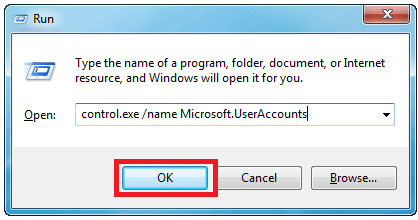 Run
Type the name of a program, folder, document, or Internet
resource, and Windows will open it for you.
Open: control.exe /name Microsoft.UserAccounts
OK Cancel Browse...